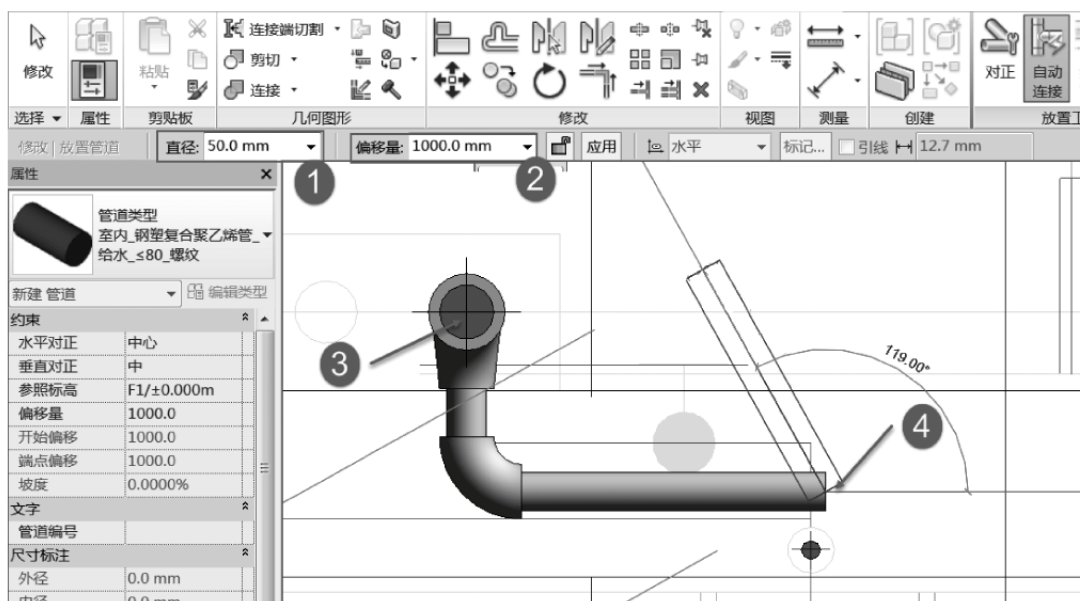 修改
粘贴
连接端切割
剪切
连接
对正
自动
连接
选择 属性 剪贴板 几何图形 修改 视图 测量 创建 放置工
修改 | 放置管道 直径: 50.0 mm 偏移量: 1000.0 mm 应用 水平 标记... 引线 12.7 mm
属性
1
2
管道类型
室内_钢塑复合聚乙烯管_
给水_≤80_螺纹
新建 管道 编辑类型
约束
水平对正 中心
垂直对正 中
参照标高 F1/±0.000m
偏移量 1000.0
开始偏移 1000.0
端点偏移 1000.0
坡度 0.0000%
文字
管道编号
尺寸标注
外径 0.0 mm
3
119.00°
4